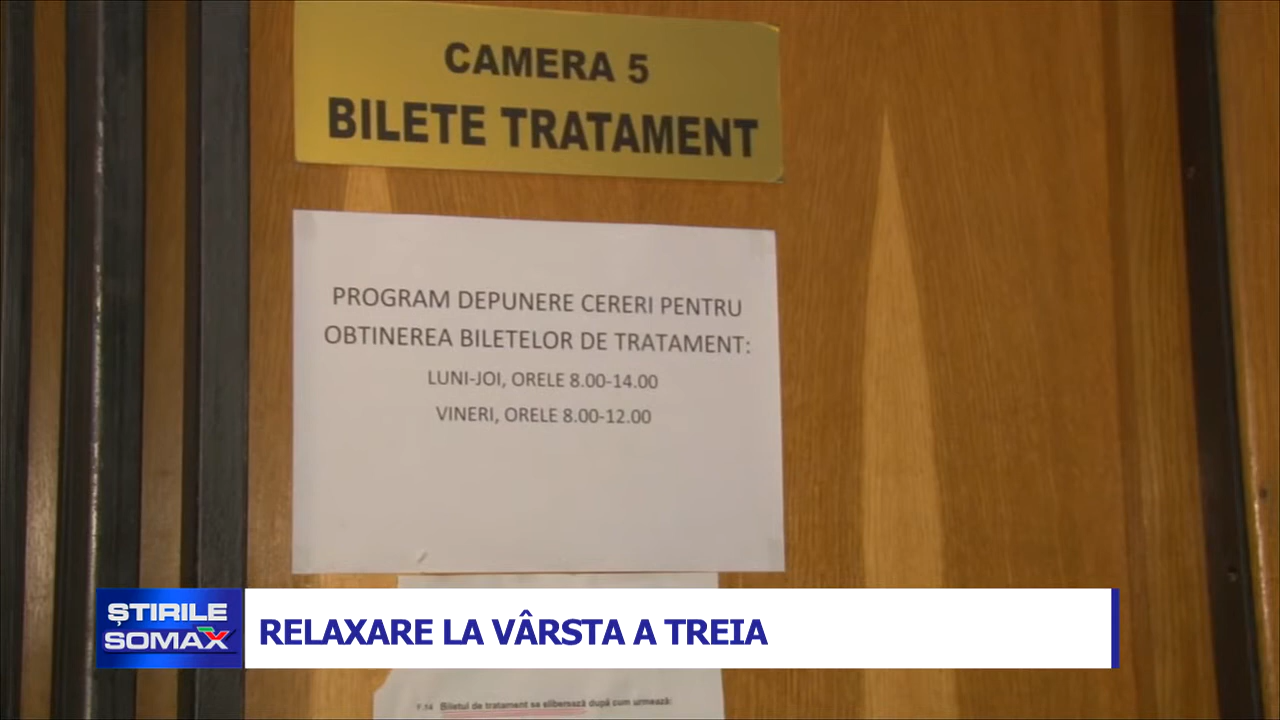 CAMERA 5
BILETE TRATAMENT
PROGRAM DEPUNERE CERERI PENTRU
OBTINEREA BILETELOR DE TRATAMENT:
LUNI-JOI, ORELE 8.00-14.00
VINERI, ORELE 8.00-12.00
ȘTIRILE
SOMAX
RELAXARE LA VÂRSTA A TREIA
Biletul de tratament se eliberează după cum urmează: